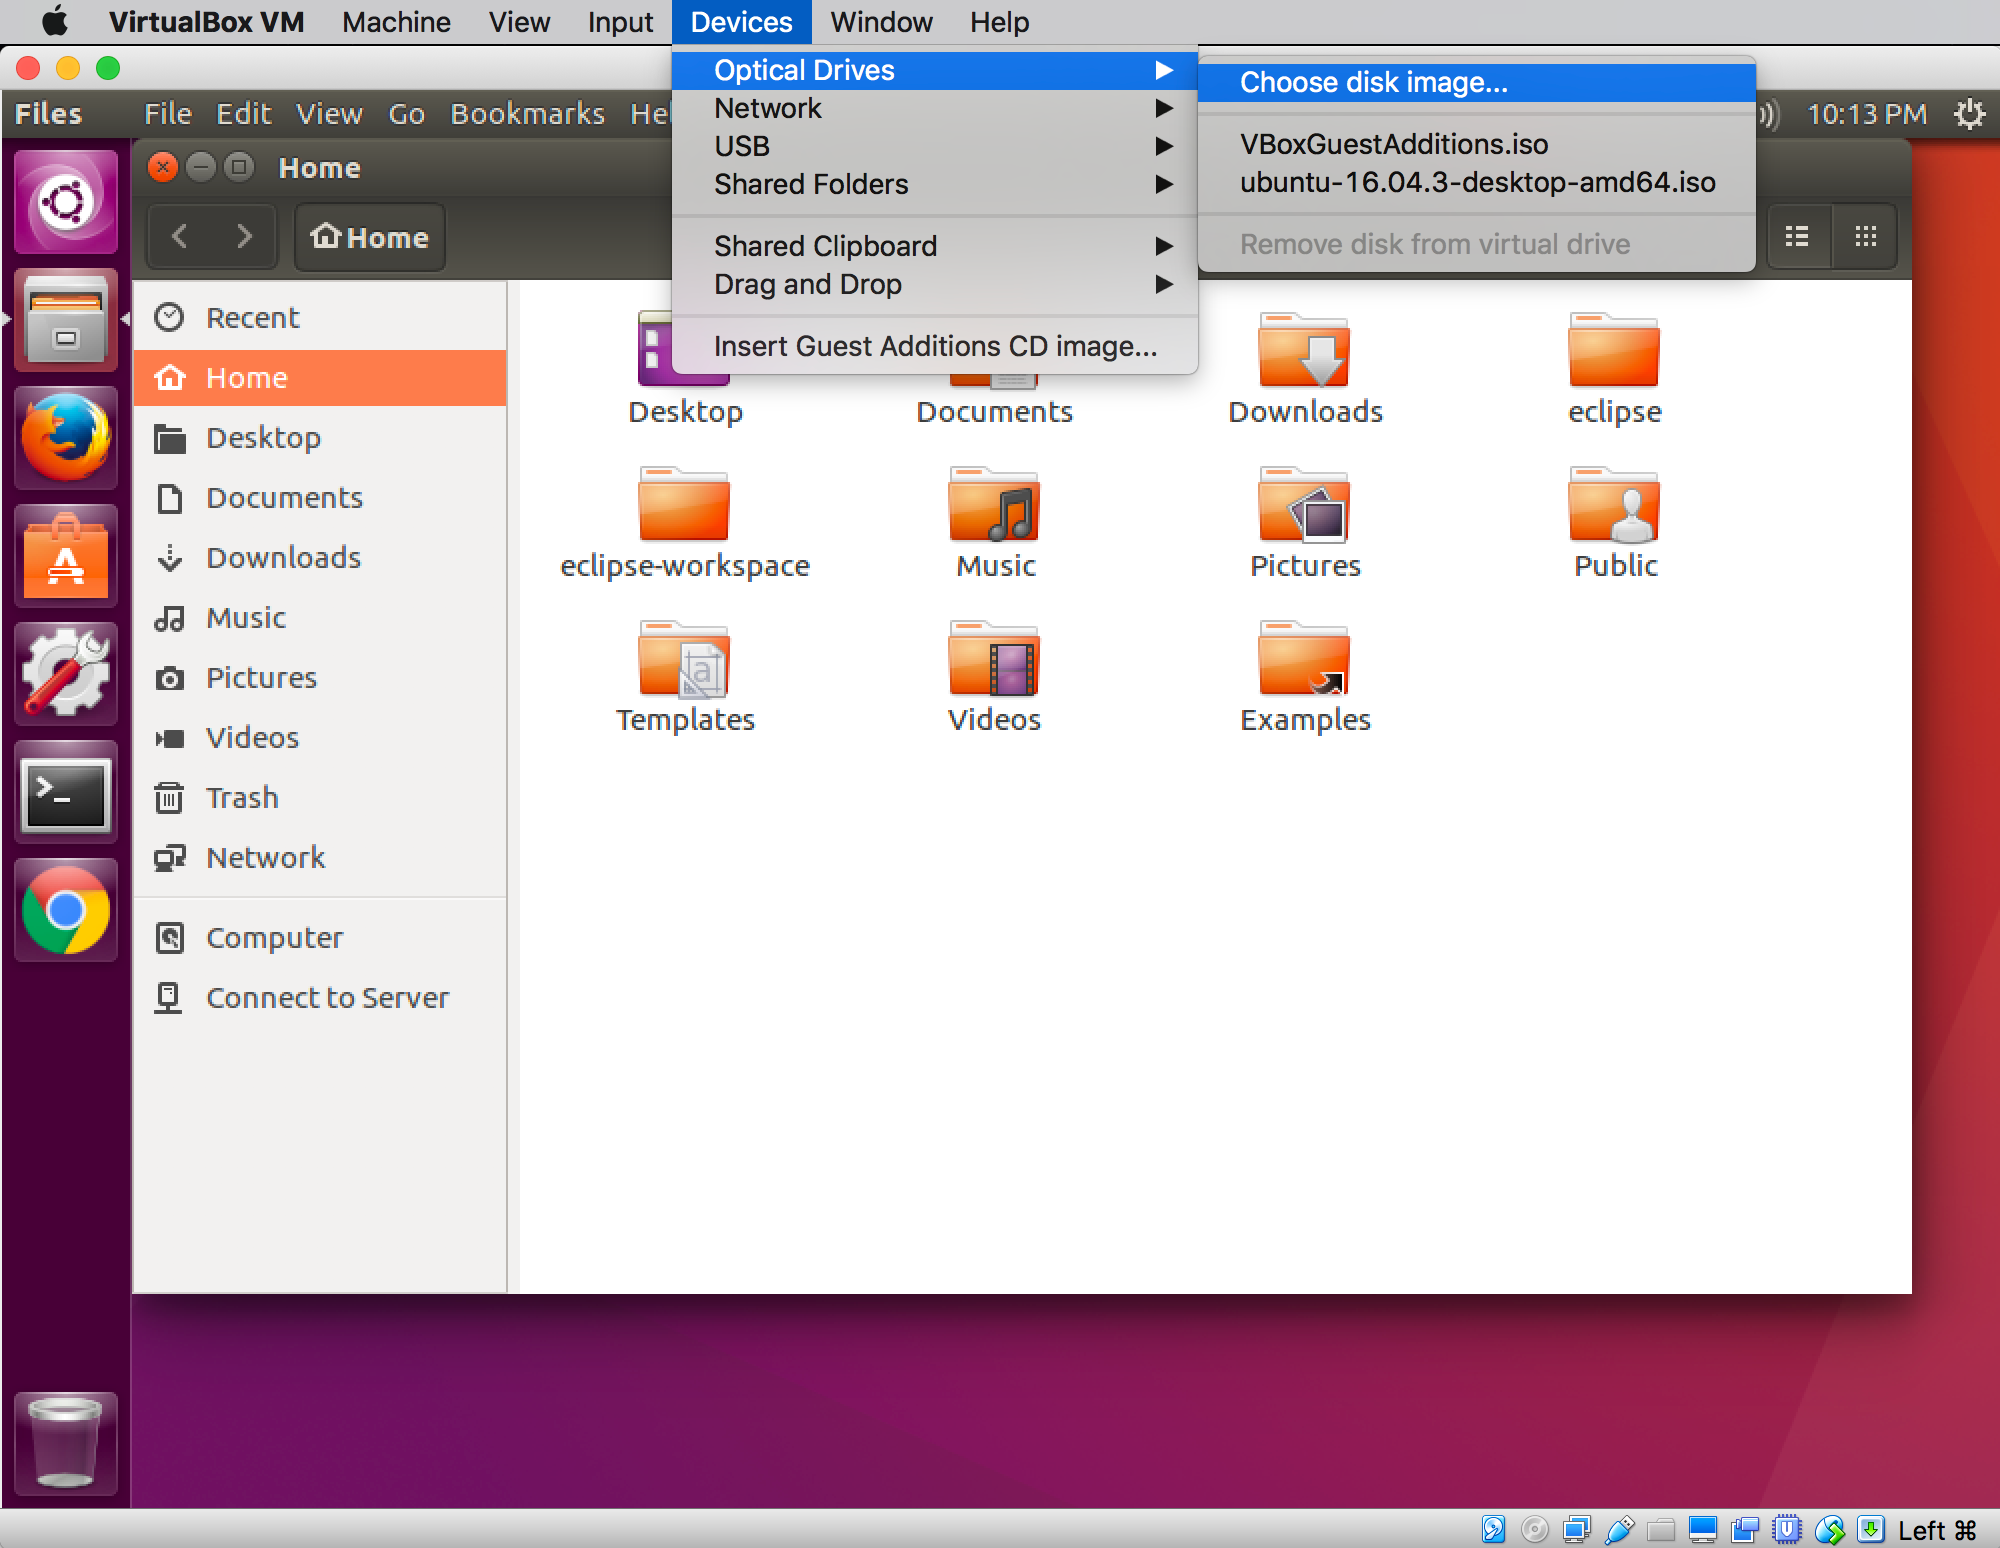 VirtualBox VM Machine View Input Devices Window Help
Optical Drives
Network
USB
Shared Folders
Shared Clipboard
Drag and Drop
Insert Guest Additions CD image...
Choose disk image...
VBoxGuestAdditions.iso
ubuntu-16.04.3-desktop-amd64.iso
Remove disk from virtual drive
Files File Edit View Go Bookmarks Hel 10:13 PM
Home
Home
Recent
Home
Desktop
Documents
Downloads
Music
Pictures
Videos
Trash
Network
Computer
Connect to Server
Desktop Documents Downloads eclipse
eclipse-workspace Music Pictures Public
Templates Videos Examples
Left ⌘